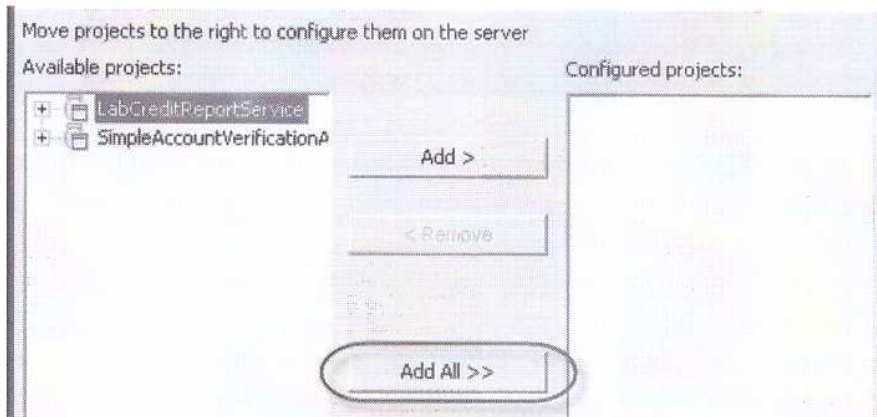 Move projects to the right to configure them on the server
Available projects:
Configured projects:
LabCreditReportService
SimpleAccountVerificationA
Add >
< Remove
Add All >>